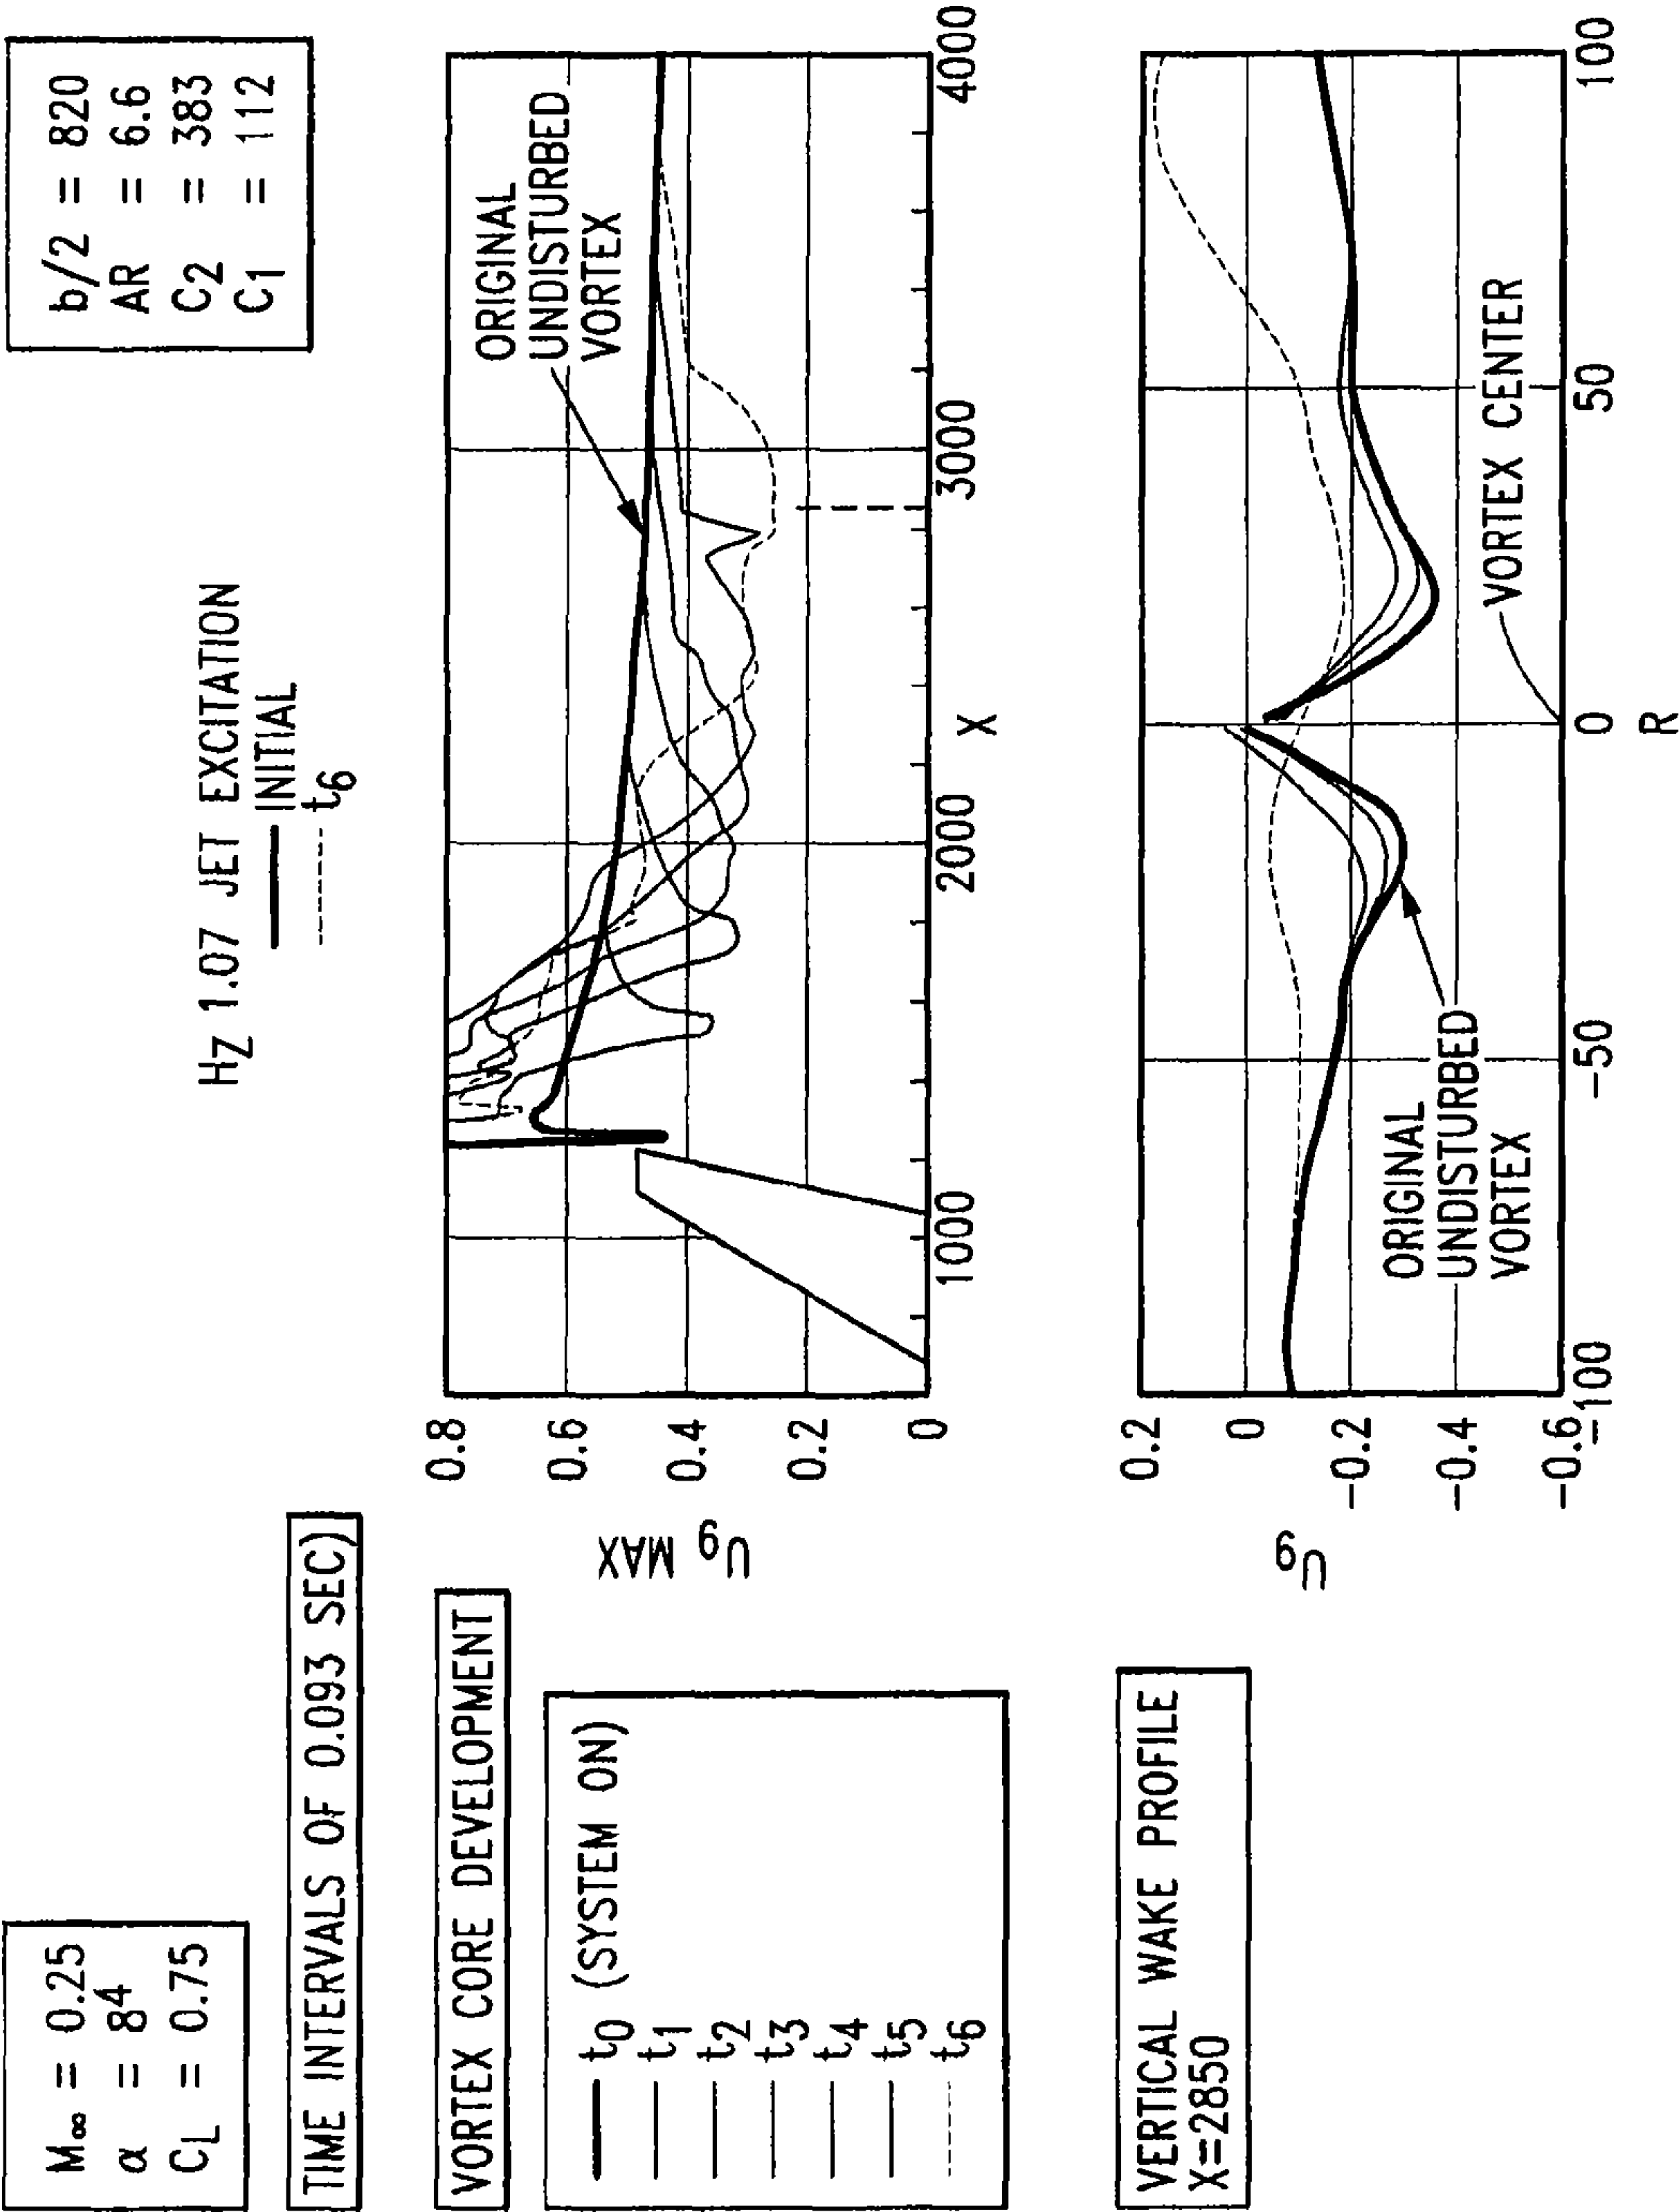 M∞ = 0.25
α = 8⁴
CL = 0.75
TIME INTERVALS OF 0.093 SEC)
HZ 1.07 JET EXCITATION
INITIAL
t6
b/2 = 820
AR = 6.6
C2 = 383
C1 = 112
VORTEX CORE DEVELOPMENT
t0 (SYSTEM ON)
t1
t2
t3
t4
t5
t6
U9 MAX
0.8
0.6
0.4
0.2
0
ORIGINAL
UNDISTURBED
VORTEX
1000
2000
3000
4000
X
VERTICAL WAKE PROFILE
X=2850
U9
0.2
0
-0.2
-0.4
-0.6
ORIGINAL
UNDISTURBED
VORTEX
VORTEX CENTER
-100
-50
0
50
100
R